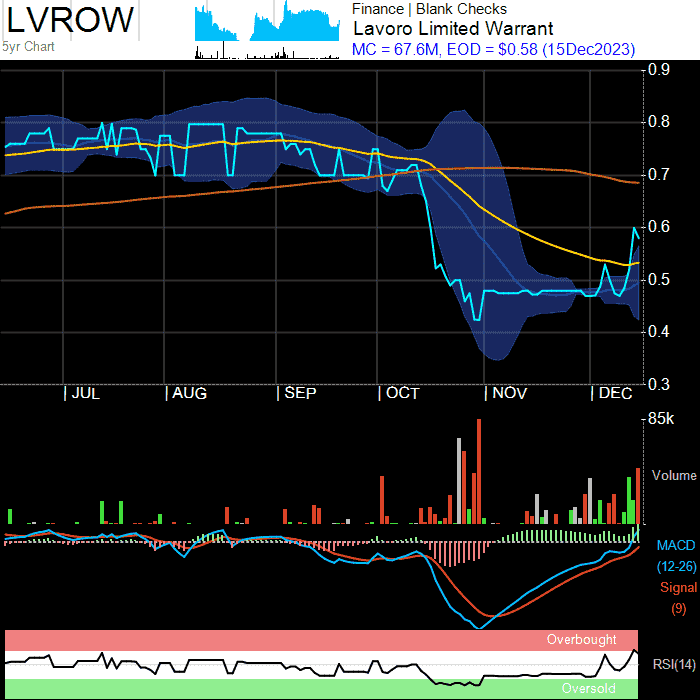 LVROW
5yr Chart
Finance | Blank Checks
Lavoro Limited Warrant
MC = 67.6M, EOD = $0.58 (15Dec2023)
0.9
0.8
0.7
0.6
0.5
0.4
0.3
| JUL | AUG | SEP | OCT | NOV | DEC
85k
Volume
MACD
(12-26)
Signal
(9)
Overbought
RSI(14)
Oversold